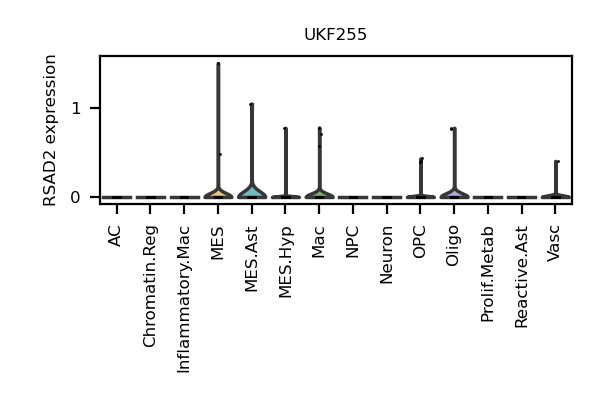 UKF255
RSAD2 expression
1
0
AC
Chromatin.Reg
Inflammatory.Mac
MES
MES.Ast
MES.Hyp
Mac
NPC
Neuron
OPC
Oligo
Prolif.Metab
Reactive.Ast
Vasc